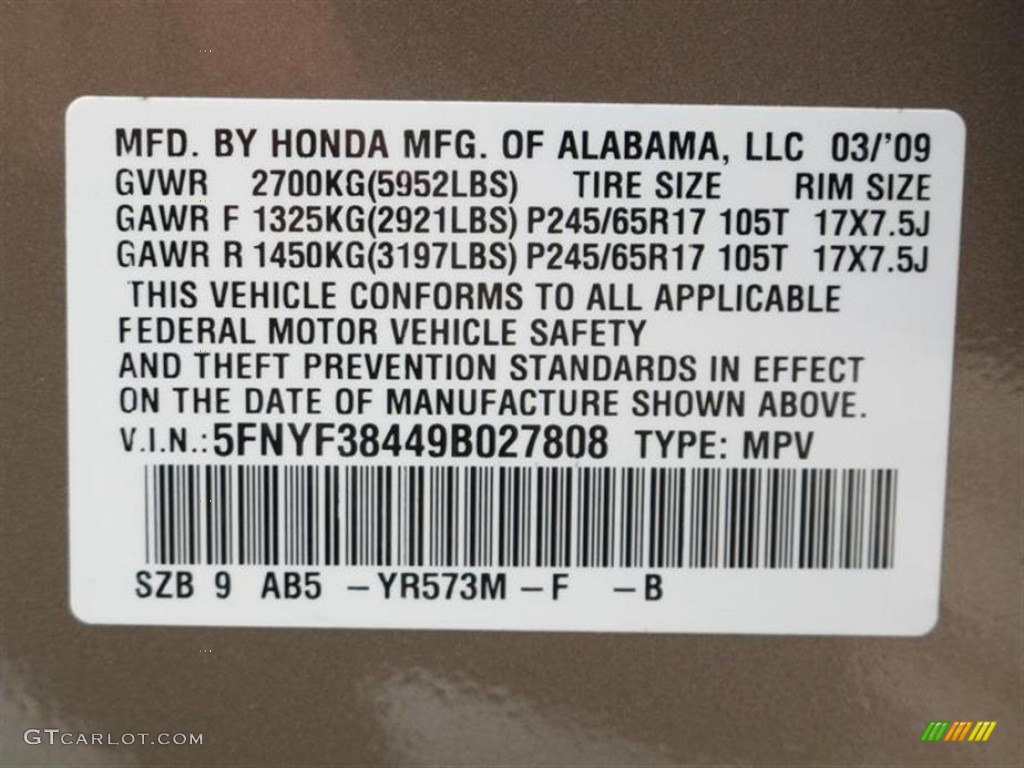 MFD. BY HONDA MFG. OF ALABAMA, LLC 03/'09
GVWR 2700KG(5952LBS) TIRE SIZE RIM SIZE
GAWR F 1325KG(2921LBS) P245/65R17 105T 17X7.5J
GAWR R 1450KG(3197LBS) P245/65R17 105T 17X7.5J
THIS VEHICLE CONFORMS TO ALL APPLICABLE
FEDERAL MOTOR VEHICLE SAFETY
AND THEFT PREVENTION STANDARDS IN EFFECT
ON THE DATE OF MANUFACTURE SHOWN ABOVE.
V.I.N.: 5FNYF38449B027808 TYPE: MPV
SZB 9 AB5 –YR573M –F –B
GTCARLOT.COM